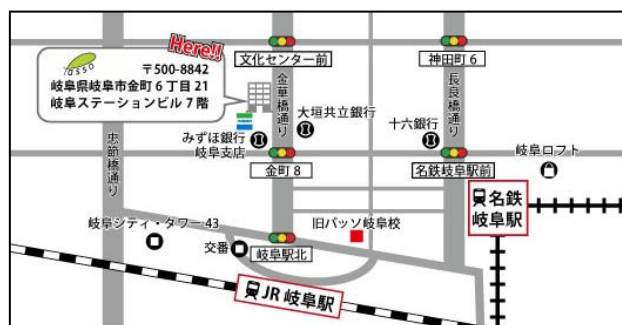 Here!!
tasso
〒500-8842
岐阜県岐阜市金町6丁目21
岐阜ステーションビル7階
文化センター前
神田町6
金華橋通り
長良橋通り
忠節橋通り
大垣共立銀行
十六銀行
みずほ銀行
岐阜支店
岐阜ロフト
金町8
名鉄岐阜駅前
名鉄
岐阜駅
岐阜シティ・タワー43
旧パッソ岐阜校
交番
岐阜駅北
JR岐阜駅